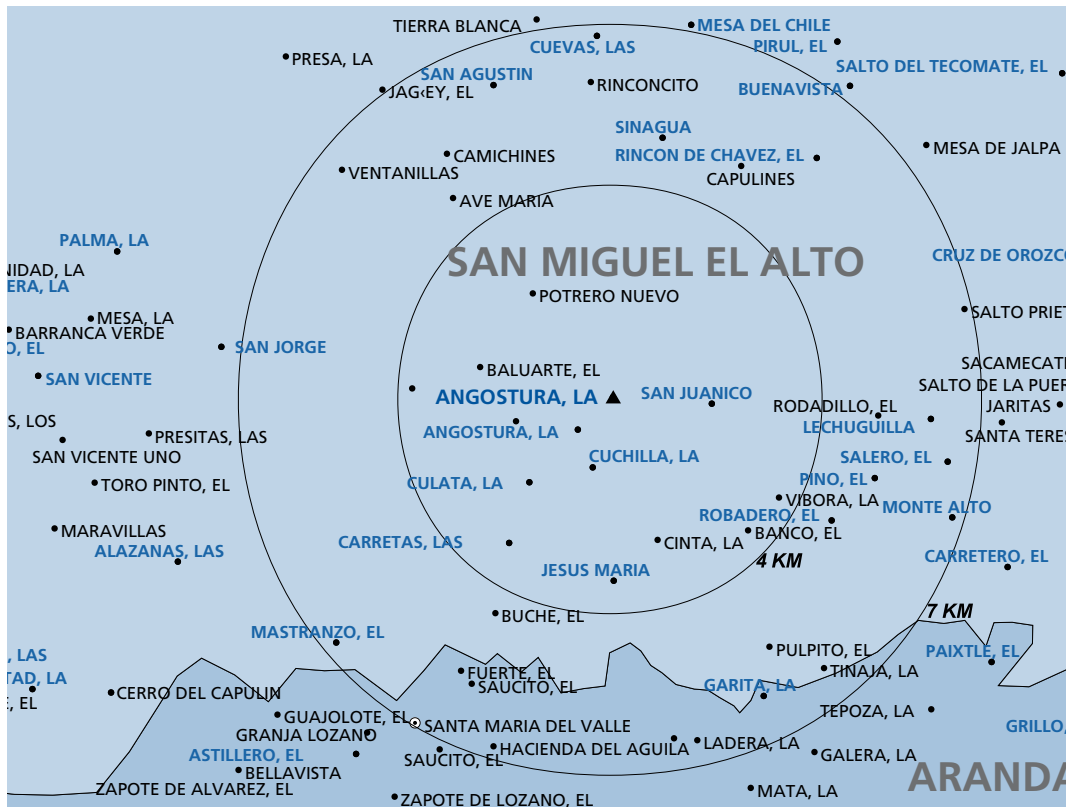 TIERRA BLANCA
MESA DEL CHILE
CUEVAS, LAS
PIRUL, EL
PRESA, LA
SALTO DEL TECOMATE, EL
SAN AGUSTIN
RINCONCITO
BUENAVISTA
JAG‹EY, EL
SINAGUA
MESA DE JALPA
CAMICHINES
RINCON DE CHAVEZ, EL
VENTANILLAS
CAPULINES
AVE MARIA
PALMA, LA
SAN MIGUEL EL ALTO
CRUZ DE OROZCO
NIDAD, LA
ERA, LA
POTRERO NUEVO
MESA, LA
SALTO PRIET
BARRANCA VERDE
O, EL
SAN JORGE
SACAMECATE
BALUARTE, EL
SAN VICENTE
SALTO DE LA PUER
ANGOSTURA, LA
SAN JUANICO
RODADILLO, EL
JARITAS
S, LOS
LECHUGUILLA
ANGOSTURA, LA
PRESITAS, LAS
SANTA TERES
SAN VICENTE UNO
CUCHILLA, LA
SALERO, EL
TORO PINTO, EL
CULATA, LA
PINO, EL
VIBORA, LA
MONTE ALTO
ROBADERO, EL
MARAVILLAS
BANCO, EL
CARRETAS, LAS
CINTA, LA
ALAZANAS, LAS
CARRETERO, EL
4 KM
JESUS MARIA
7 KM
BUCHE, EL
MASTRANZO, EL
, LAS
PULPITO, EL
PAIXTLE, EL
TAD, LA
FUERTE, EL
TINAJA, LA
SAUCITO, EL
GARITA, LA
CERRO DEL CAPULIN
E, EL
TEPOZA, LA
GUAJOLOTE, EL
SANTA MARIA DEL VALLE
GRILLO,
GRANJA LOZANO
HACIENDA DEL AGUILA
LADERA, LA
ASTILLERO, EL
SAUCITO, EL
GALERA, LA
BELLAVISTA
ARANDA
ZAPOTE DE ALVAREZ, EL
MATA, LA
ZAPOTE DE LOZANO, EL